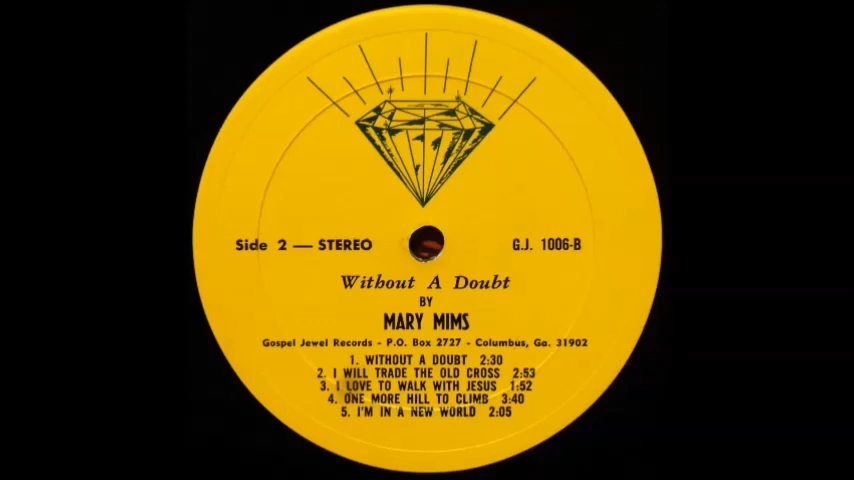 Side 2 — STEREO G.J. 1006-B
Without A Doubt
BY
MARY MIMS
Gospel Jewel Records - P.O. Box 2727 - Columbus, Ga. 31902
1. WITHOUT A DOUBT 2:30
2. I WILL TRADE THE OLD CROSS 2:53
3. I LOVE TO WALK WITH JESUS 1:52
4. ONE MORE HILL TO CLIMB 3:40
5. I'M IN A NEW WORLD 2:05